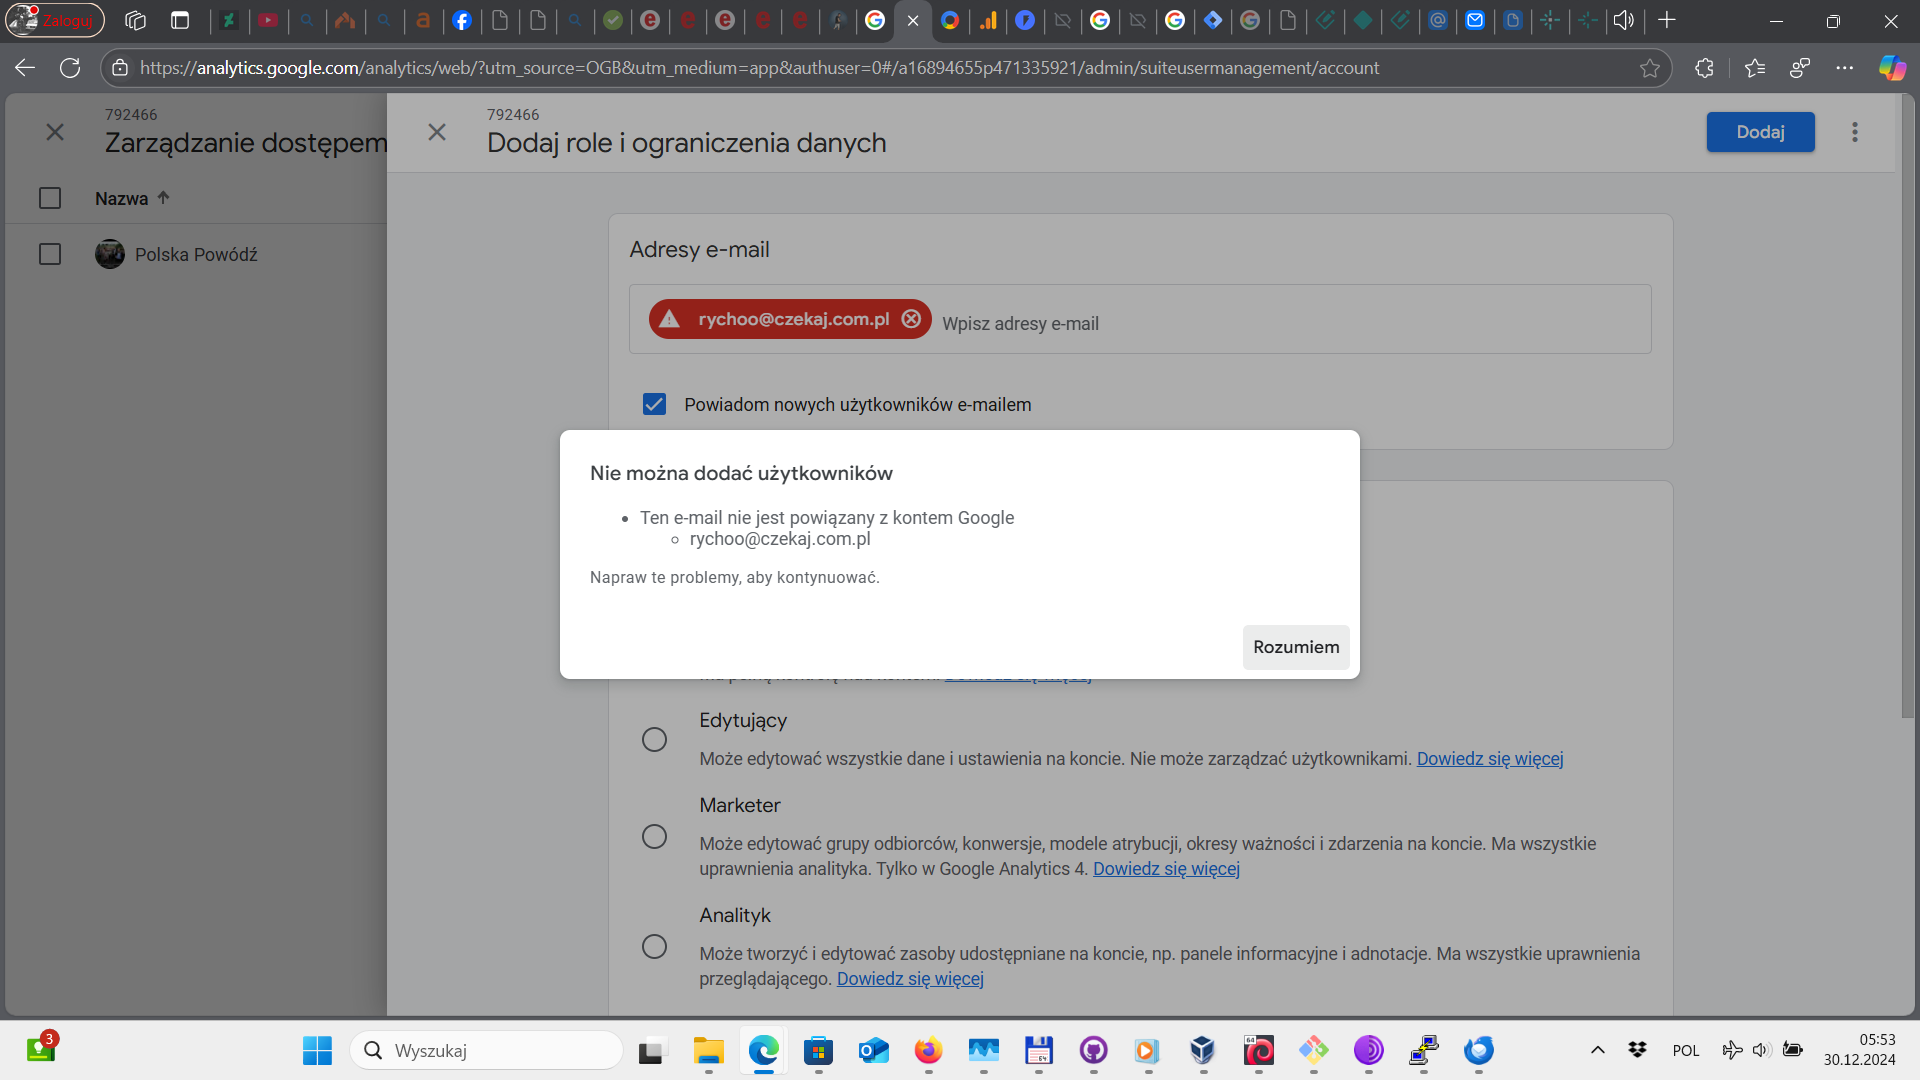 Zaloguj
https://analytics.google.com/analytics/web/?utm_source=OGB&utm_medium=app&authuser=0#/a16894655p471335921/admin/suiteusermanagement/account
792466
Zarządzanie dostępem
Nazwa
Polska Powódź
792466
Dodaj role i ograniczenia danych
Dodaj
Adresy e-mail
rychoo@czekaj.com.pl
Wpisz adresy e-mail
Powiadom nowych użytkowników e-mailem
Nie można dodać użytkowników
Ten e-mail nie jest powiązany z kontem Google
rychoo@czekaj.com.pl
Napraw te problemy, aby kontynuować.
Rozumiem
Edytujący
Może edytować wszystkie dane i ustawienia na koncie. Nie może zarządzać użytkownikami. Dowiedz się więcej
Marketer
Może edytować grupy odbiorców, konwersje, modele atrybucji, okresy ważności i zdarzenia na koncie. Ma wszystkie
uprawnienia analityka. Tylko w Google Analytics 4. Dowiedz się więcej
Analityk
Może tworzyć i edytować zasoby udostępniane na koncie, np. panele informacyjne i adnotacje. Ma wszystkie uprawnienia
przeglądającego. Dowiedz się więcej
3
Wyszukaj
64
64
POL
05:53
30.12.2024